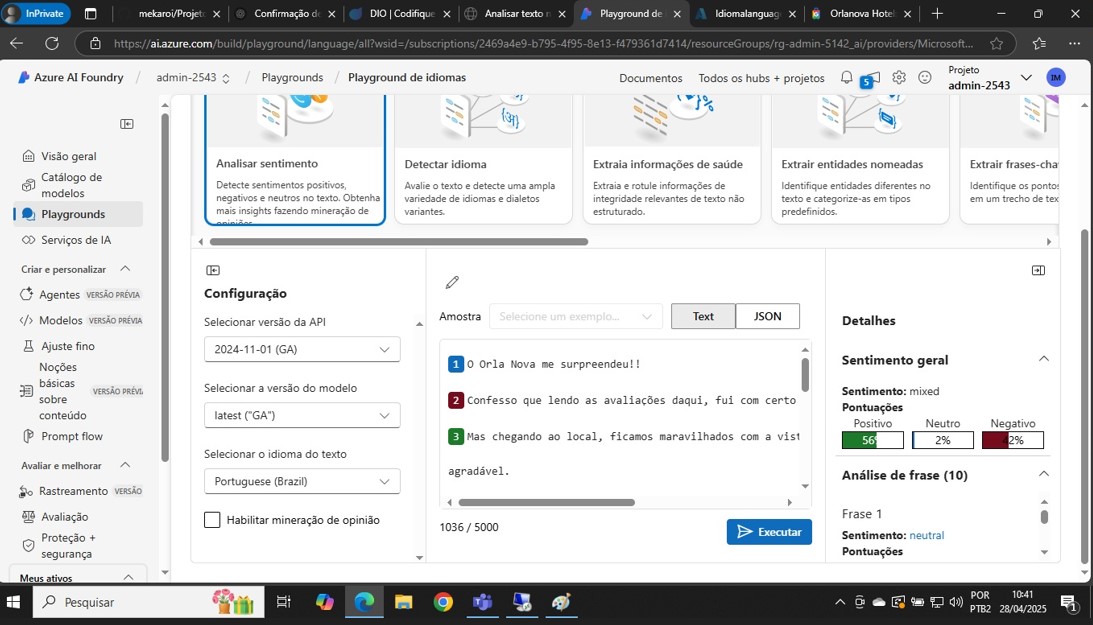 InPrivate
mekaroi/Projeto
Confirmação de
DIO | Codifique
Analisar texto n
Playground de
Idiomalanguage
Orlanova Hotel
https://ai.azure.com/build/playground/language/all?wsid=/subscriptions/2469a4e9-b795-4f95-8e13-f479361d7414/resourceGroups/rg-admin-5142_ai/providers/Microsoft...
Azure AI Foundry / admin-2543 / Playgrounds / Playground de idiomas
Documentos
Todos os hubs + projetos
5
Projeto
admin-2543
IM
Visão geral
Catálogo de
modelos
Playgrounds
Serviços de IA
Criar e personalizar
Agentes VERSÃO PRÉVIA
Modelos VERSÃO PRÉVIA
Ajuste fino
Noções
básicas
sobre
conteúdo
VERSÃO PRÉVI
Prompt flow
Avaliar e melhorar
Rastreamento VERSÃO
Avaliação
Proteção +
segurança
Meus ativos
Analisar sentimento
Detecte sentimentos positivos,
negativos e neutros no texto. Obtenha
mais insights fazendo mineração de
opiniões.
Detectar idioma
Avalie o texto e detecte uma ampla
variedade de idiomas e dialetos
variantes.
Extraia informações de saúde
Extraia e rotule informações de
integridade relevantes de texto não
estruturado.
Extrair entidades nomeadas
Identifique entidades diferentes no
texto e categorize-as em tipos
predefinidos.
Extrair frases-cha
Identifique os pontos
em um trecho de tex
Configuração
Selecionar versão da API
2024-11-01 (GA)
Selecionar a versão do modelo
latest ("GA")
Selecionar o idioma do texto
Portuguese (Brazil)
Habilitar mineração de opinião
Amostra
Selecione um exemplo...
Text
JSON
1 O Orla Nova me surpreendeu!!
2 Confesso que lendo as avaliações daqui, fui com certo
3 Mas chegando ao local, ficamos maravilhados com a vist
agradável.
1036 / 5000
Executar
Detalhes
Sentimento geral
Sentimento: mixed
Pontuações
Positivo Neutro Negativo
56% 2% 42%
Análise de frase (10)
Frase 1
Sentimento: neutral
Pontuações
Pesquisar
POR
PTB2
10:41
28/04/2025
1